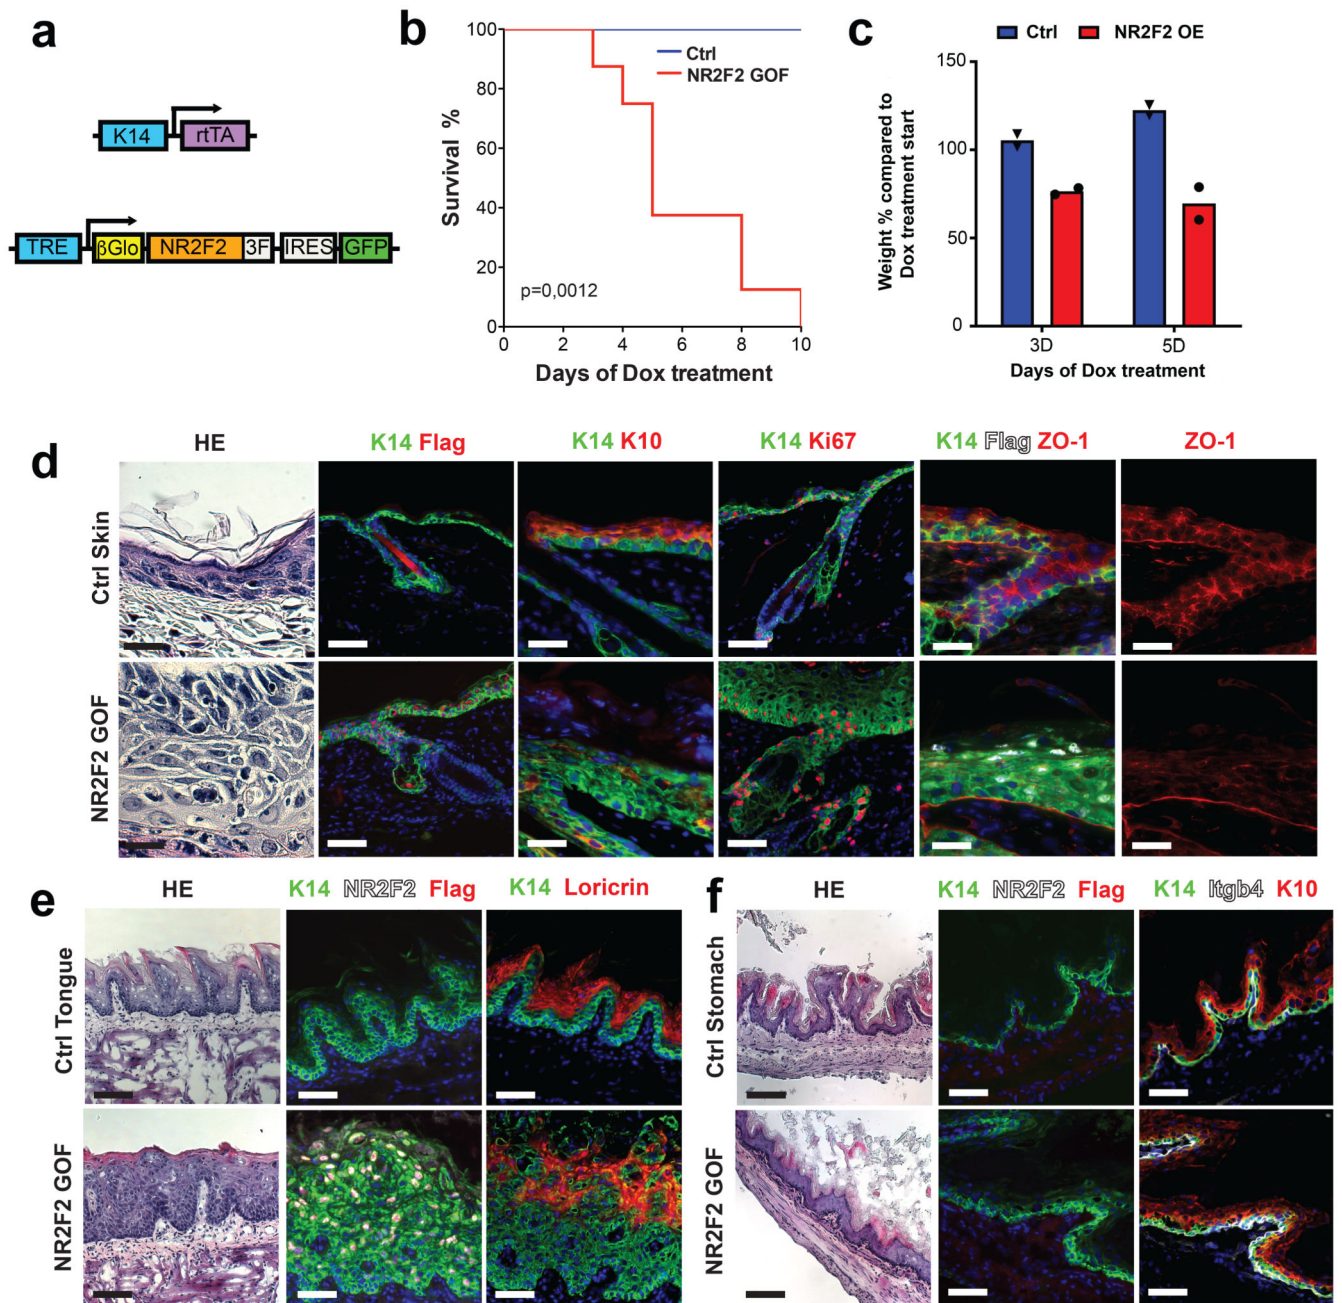 a
K14
rtTA
TRE
βGlo
NR2F2
3F
IRES
GFP
b
Survival %
100
80
60
40
20
0
Ctrl
NR2F2 GOF
p=0,0012
0 2 4 6 8 10
Days of Dox treatment
c
Ctrl
NR2F2 OE
Weight % compared to
Dox treatment start
150
100
50
0
3D 5D
Days of Dox treatment
d
HE
K14 Flag
K14 K10
K14 Ki67
K14 Flag ZO-1
ZO-1
Ctrl Skin
NR2F2 GOF
e
HE
K14 NR2F2 Flag
K14 Loricrin
Ctrl Tongue
NR2F2 GOF
f
HE
K14 NR2F2 Flag
K14 Itgb4 K10
Ctrl Stomach
NR2F2 GOF